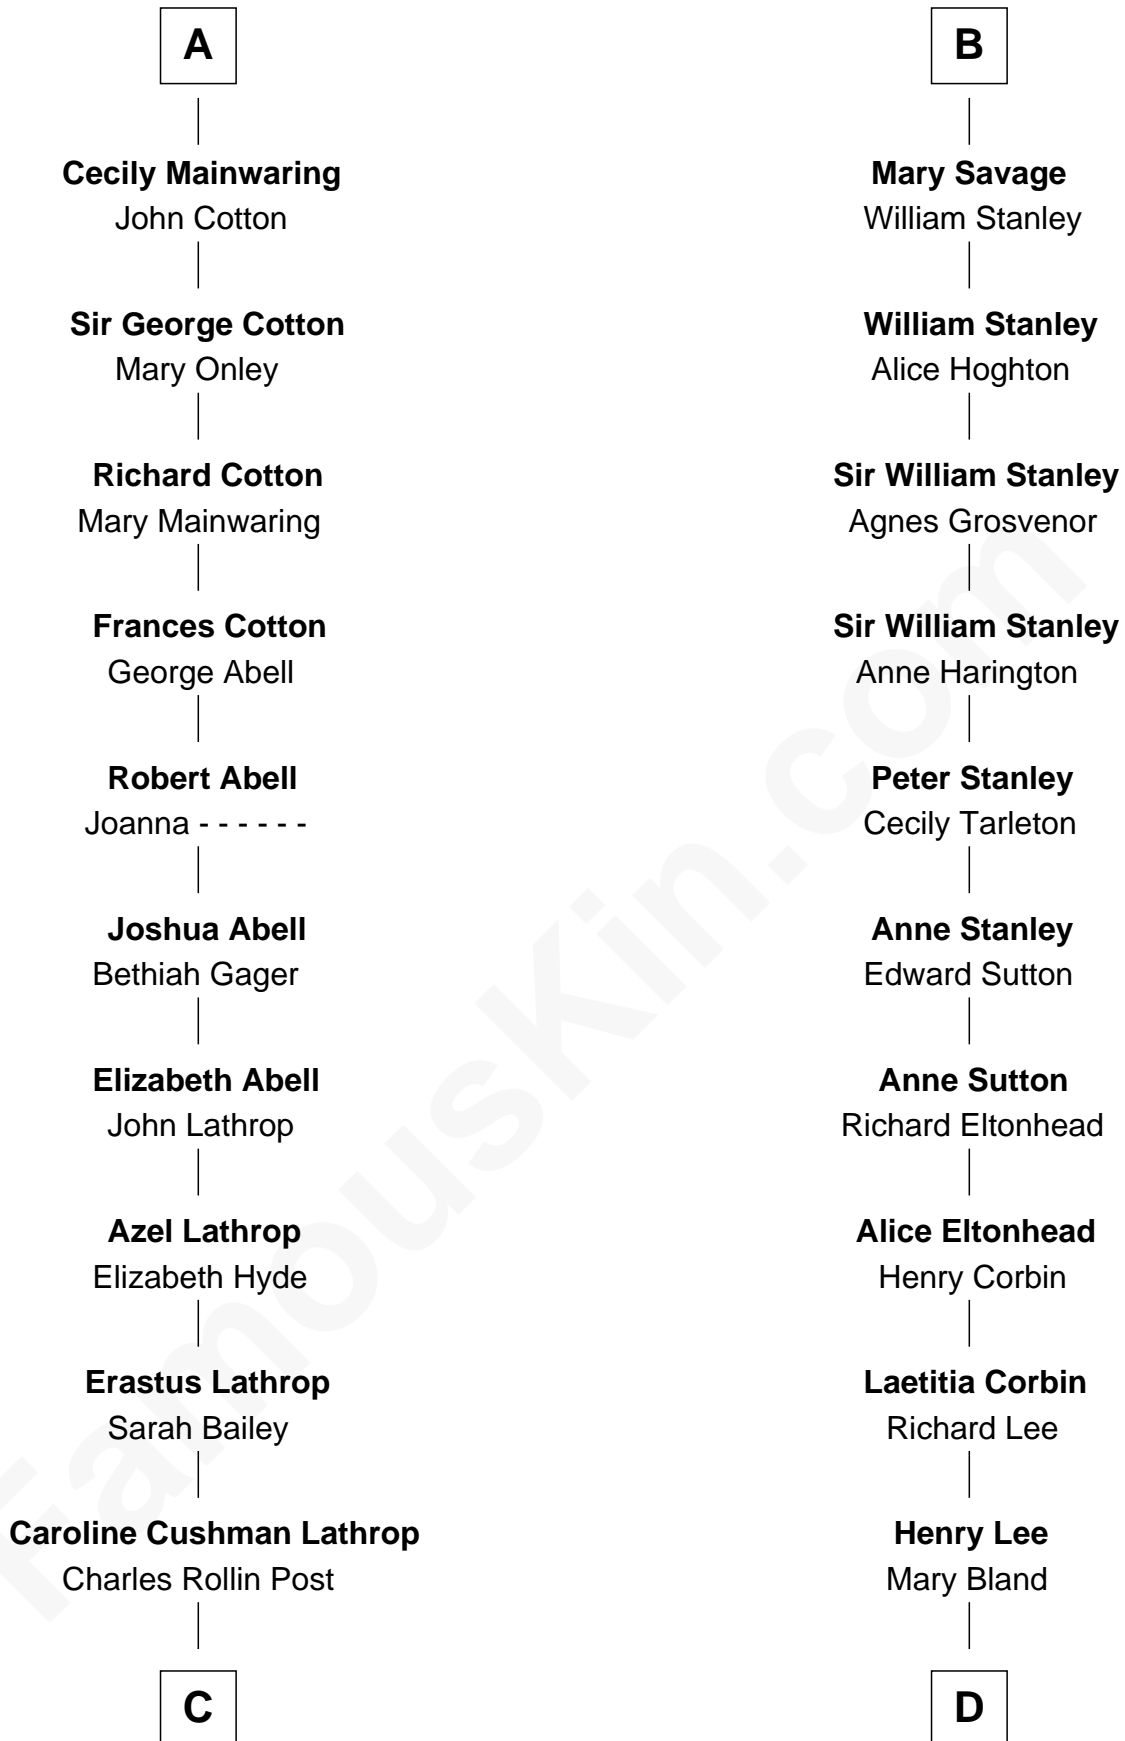 A
Cecily Mainwaring
John Cotton
Sir George Cotton
Mary Onley
Richard Cotton
Mary Mainwaring
Frances Cotton
George Abell
Robert Abell
Joanna - - - - - -
Joshua Abell
Bethiah Gager
Elizabeth Abell
John Lathrop
Azel Lathrop
Elizabeth Hyde
Erastus Lathrop
Sarah Bailey
Caroline Cushman Lathrop
Charles Rollin Post
C
B
Mary Savage
William Stanley
William Stanley
Alice Hoghton
Sir William Stanley
Agnes Grosvenor
Sir William Stanley
Anne Harington
Peter Stanley
Cecily Tarleton
Anne Stanley
Edward Sutton
Anne Sutton
Richard Eltonhead
Alice Eltonhead
Henry Corbin
Laetitia Corbin
Richard Lee
Henry Lee
Mary Bland
D
FamousKin.com